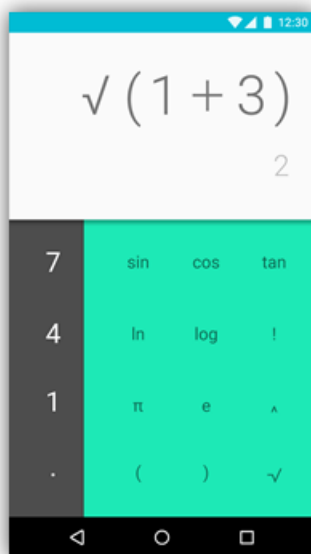 12:30
√(1+3)
2
7 sin cos tan
4 ln log !
1 π e ^
. ( ) √